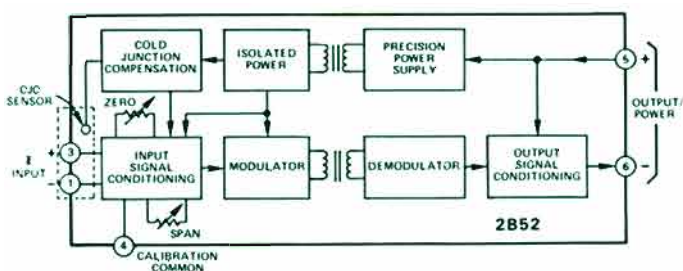 COLD
JUNCTION
COMPENSATION
ISOLATED
POWER
PRECISION
POWER
SUPPLY
5 +
CJC
SENSOR
ZERO
OUTPUT/
POWER
+ 3
INPUT
- 1
INPUT
SIGNAL
CONDITIONING
MODULATOR
DEMODULATOR
OUTPUT
SIGNAL
CONDITIONING
6 -
SPAN
2B52
4
CALIBRATION
COMMON